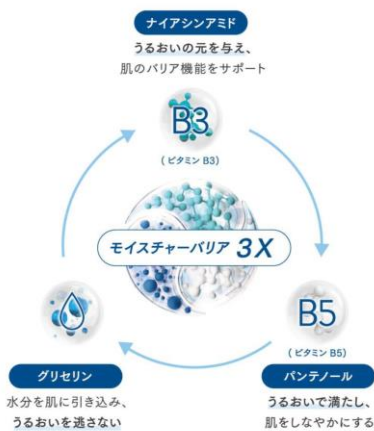 ナイアシンアミド
うるおいの元を与え、
肌のバリア機能をサポート
B3
(ビタミン B3)
モイスチャーバリア 3X
B5
(ビタミン B5)
パンテノール
うるおいで満たし、
肌をしなやかにする
グリセリン
水分を肌に引き込み、
うるおいを逃さない